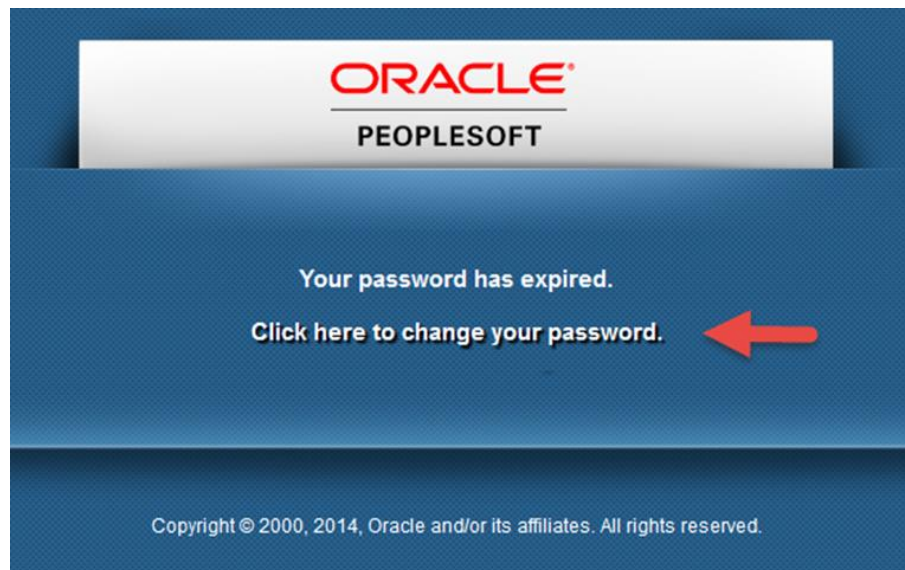 ORACLE®
PEOPLESOFT
Your password has expired.
Click here to change your password.
Copyright © 2000, 2014, Oracle and/or its affiliates. All rights reserved.